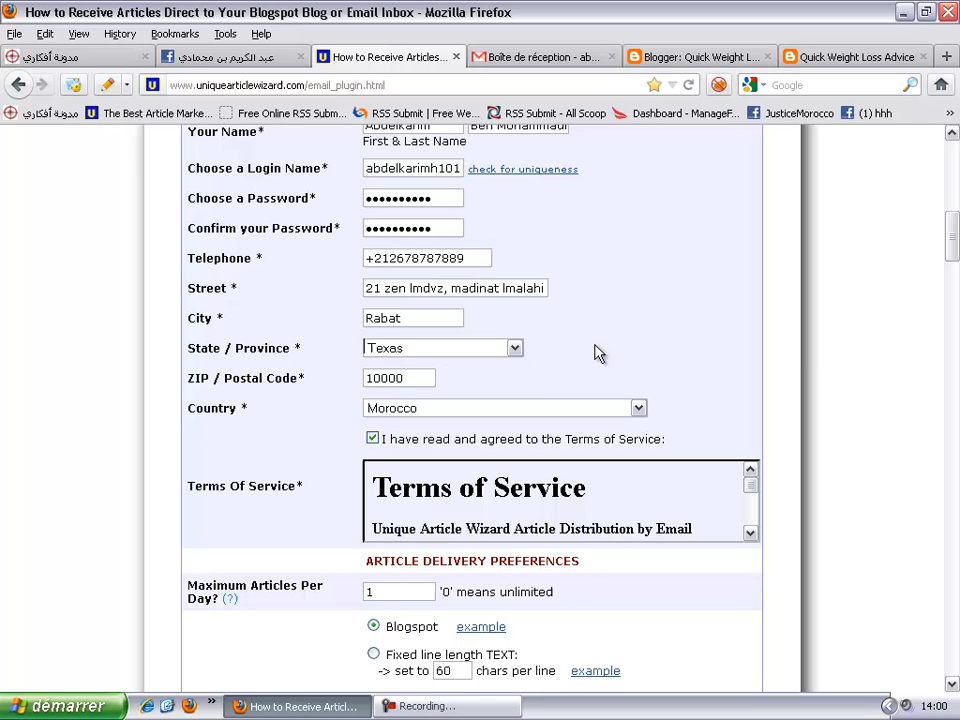 How to Receive Articles Direct to Your Blogspot Blog or Email Inbox - Mozilla Firefox
File Edit View History Bookmarks Tools Help
مدونة أفكاري
عبد الكريم بن محمادي
How to Receive Articles...
Boîte de réception - a...
Blogger: Quick Weight L...
Quick Weight Loss Advice
www.uniquearticlewizard.com/email_plugin.html
Google
مدونة أفكاري
The Best Article Marke...
Free Online RSS Subm...
RSS Submit | Free We...
RSS Submit - All Scoop
Dashboard - ManageF...
JusticeMorocco
(1) hhh
Your Name* Abdelkarim Ben Mohammadi
First & Last Name
Choose a Login Name* abdelkarimh101 check for uniqueness
Choose a Password* ●●●●●●●●●●
Confirm your Password* ●●●●●●●●●●
Telephone * +212678787889
Street * 21 zen lmdvz, madinat lmalahi
City * Rabat
State / Province * Texas
ZIP / Postal Code* 10000
Country * Morocco
I have read and agreed to the Terms of Service:
Terms Of Service*
Terms of Service
Unique Article Wizard Article Distribution by Email
ARTICLE DELIVERY PREFERENCES
Maximum Articles Per
Day? (?)
1 '0' means unlimited
Blogspot example
Fixed line length TEXT:
-> set to 60 chars per line example
démarrer
How to Receive Articl...
Recording...
14:00